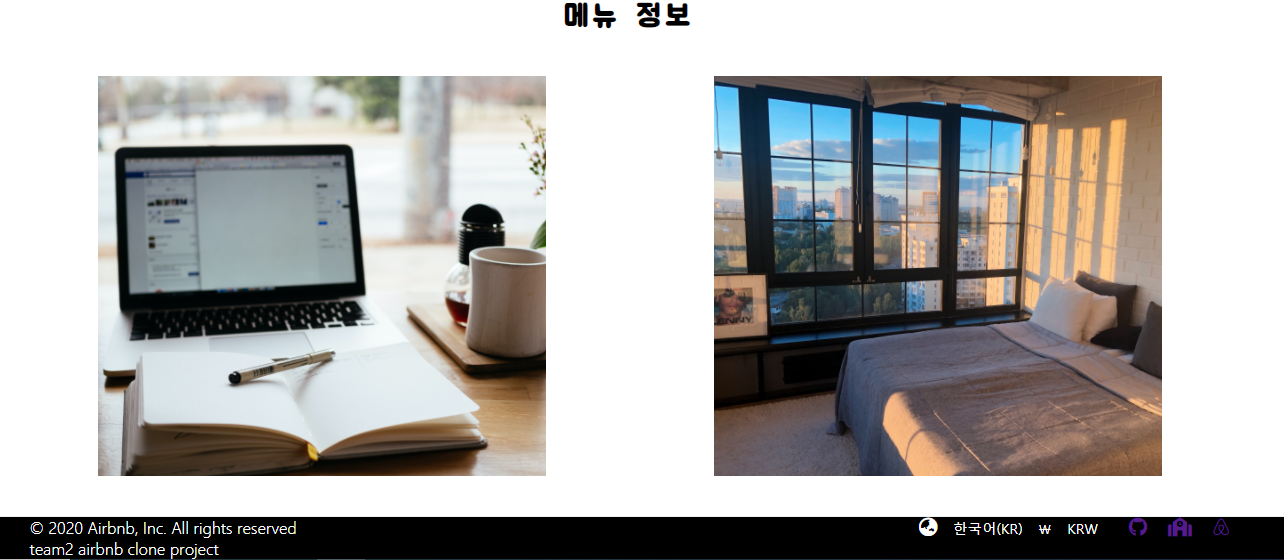 메뉴 정보
© 2020 Airbnb, Inc. All rights reserved
team2 airbnb clone project
한국어(KR) ₩ KRW